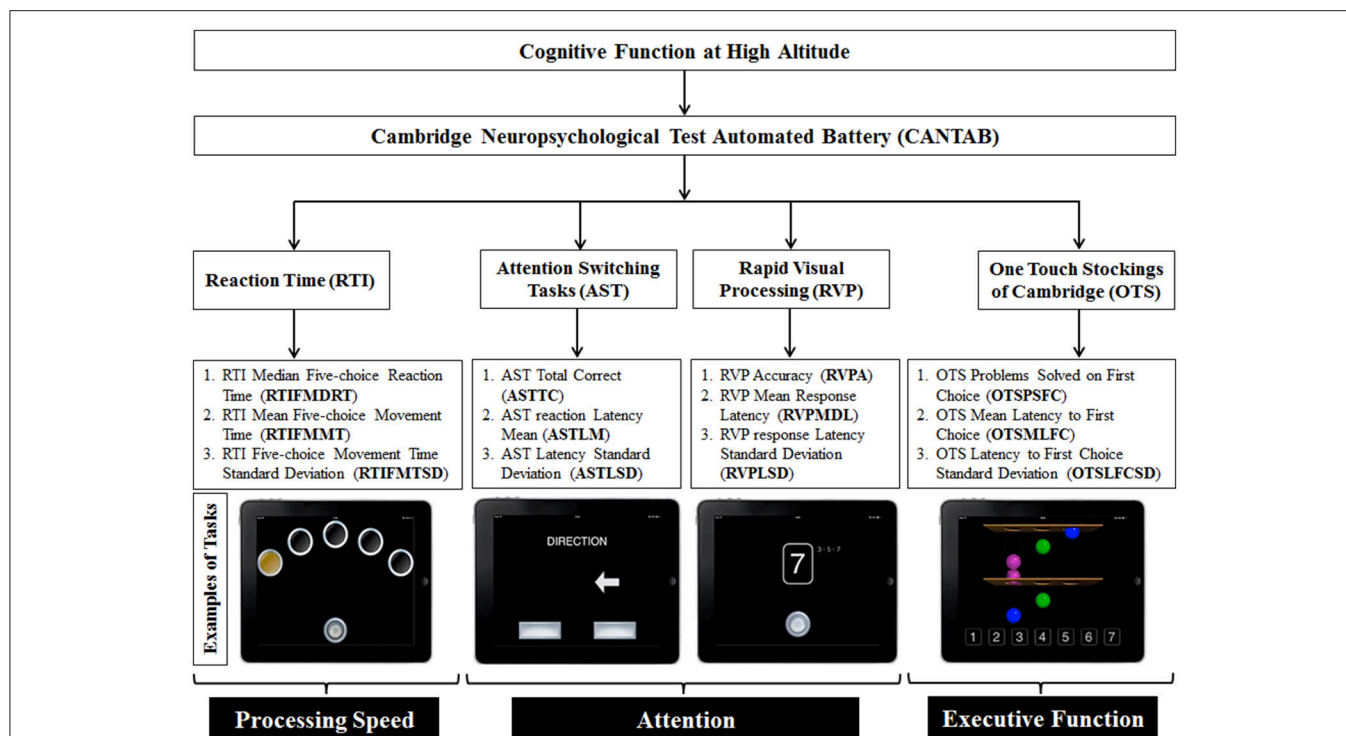 Cognitive Function at High Altitude
Cambridge Neuropsychological Test Automated Battery (CANTAB)
Reaction Time (RTI)
Attention Switching
Tasks (AST)
Rapid Visual
Processing (RVP)
One Touch Stockings
of Cambridge (OTS)
1. RTI Median Five-choice Reaction
Time (RTIFMDRT)
2. RTI Mean Five-choice Movement
Time (RTIFMMT)
3. RTI Five-choice Movement Time
Standard Deviation (RTIFMTSD)
1. AST Total Correct
(ASTTC)
2. AST reaction Latency
Mean (ASTLM)
3. AST Latency Standard
Deviation (ASTLSD)
1. RVP Accuracy (RVPA)
2. RVP Mean Response
Latency (RVPMDL)
3. RVP response Latency
Standard Deviation
(RVPLSD)
1. OTS Problems Solved on First
Choice (OTSPSFC)
2. OTS Mean Latency to First
Choice (OTSMLFC)
3. OTS Latency to First Choice
Standard Deviation (OTSLFCSD)
Examples of Tasks
DIRECTION
7
3 · 5 · 7
1 2 3 4 5 6 7
Processing Speed
Attention
Executive Function